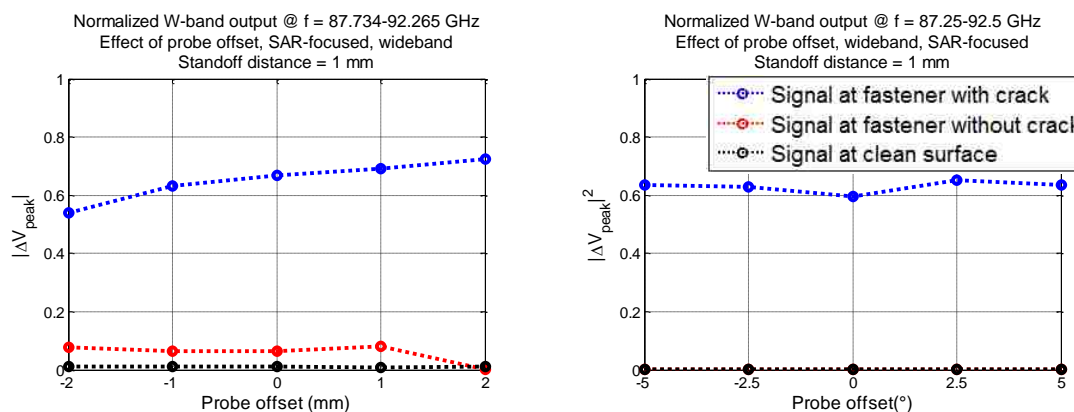 Normalized W-band output @ f = 87.734-92.265 GHz
Effect of probe offset, SAR-focused, wideband
Standoff distance = 1 mm
1
0.8
0.6
0.4
0.2
0
|ΔV_peak|
-2
-1
0
1
2
Probe offset (mm)
Normalized W-band output @ f = 87.25-92.5 GHz
Effect of probe offset, wideband, SAR-focused
Standoff distance = 1 mm
Signal at fastener with crack
Signal at fastener without crack
Signal at clean surface
1
0.8
0.6
0.4
0.2
0
|ΔV_peak|²
-5
-2.5
0
2.5
5
Probe offset(°)